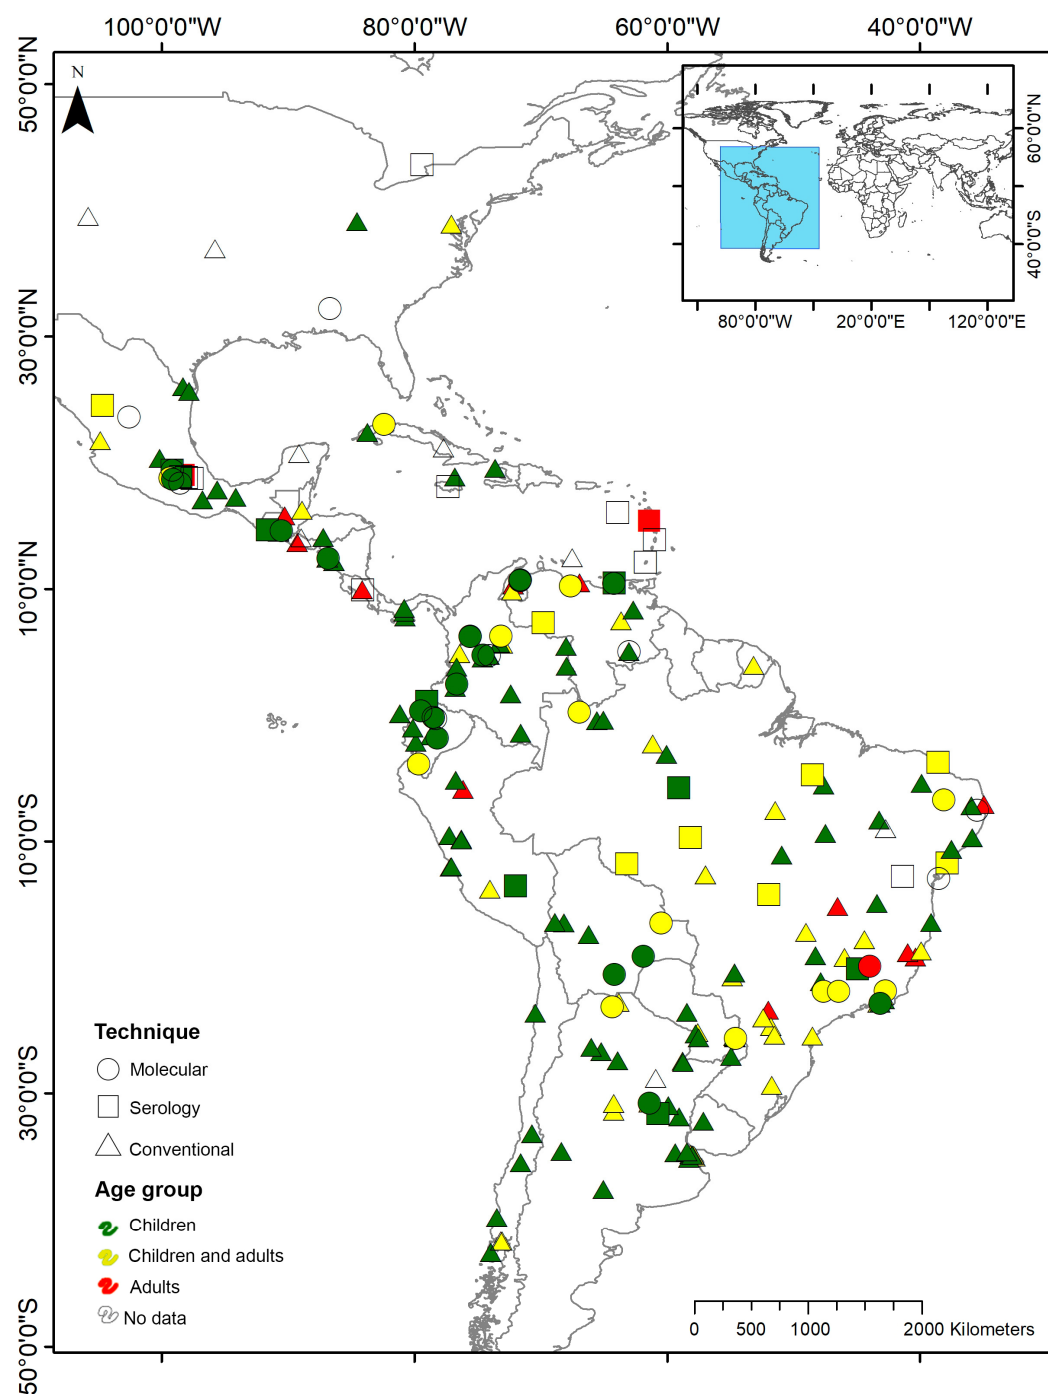 100°0'0"W 80°0'0"W 60°0'0"W 40°0'0"W
50°0'0"N
30°0'0"N
10°0'0"N
10°0'0"S
30°0'0"S
50°0'0"S
N
60°0'0"N
40°0'0"S
80°0'0"W 20°0'0"E 120°0'0"E
Technique
Molecular
Serology
Conventional
Age group
Children
Children and adults
Adults
No data
0 500 1000 2000 Kilometers